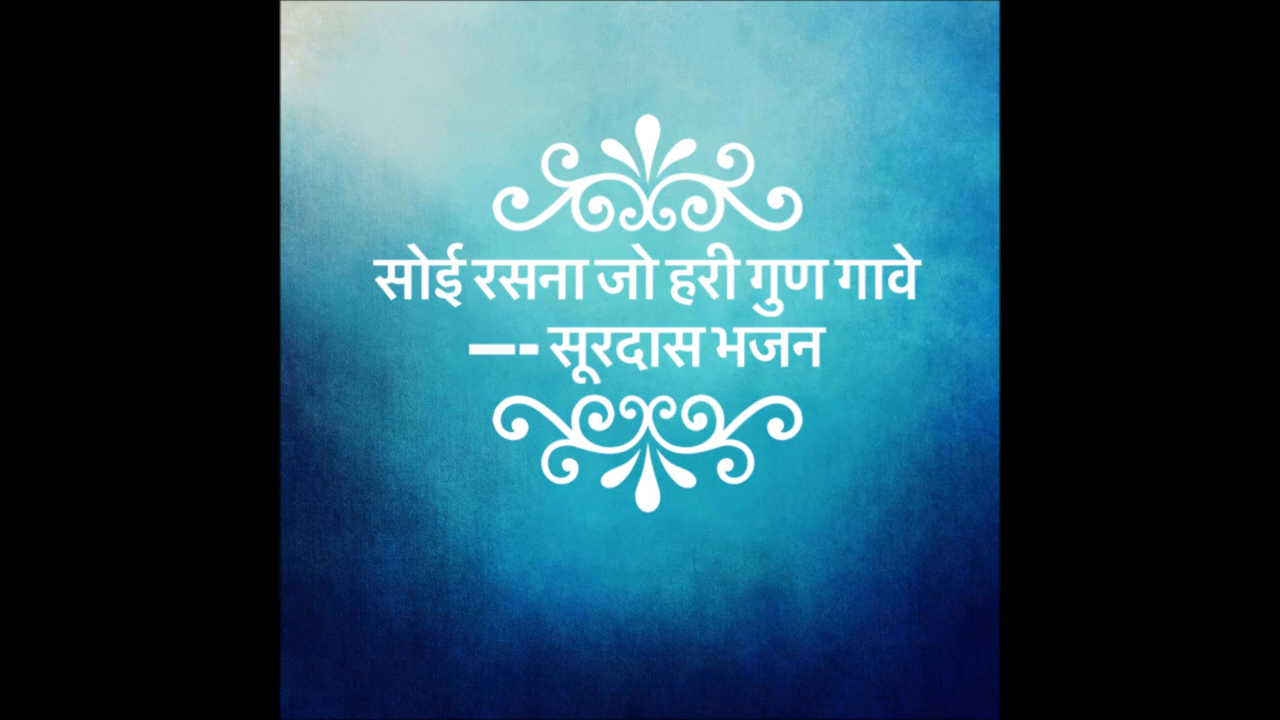 सोई रसना जो हरी गुण गावे
—- सूरदास भजन